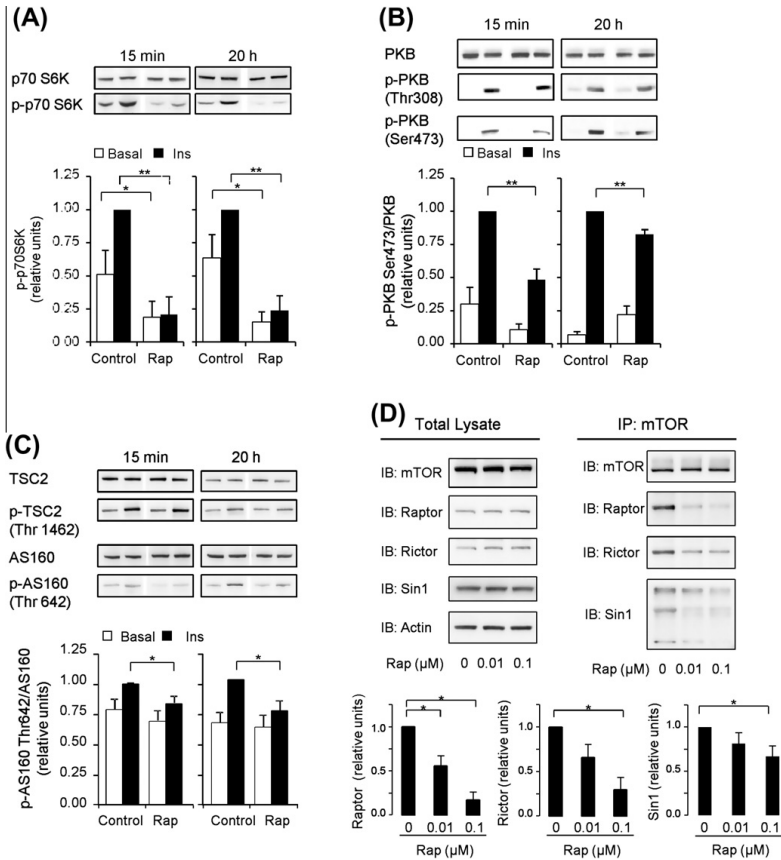 (A)
15 min 20 h
p70 S6K
p-p70 S6K
Basal Ins
p-p70S6K
(relative units)
1.25
1.00
0.75
0.50
0.25
0.00
* ** * **
Control Rap Control Rap
(B)
15 min 20 h
PKB
p-PKB
(Thr308)
p-PKB
(Ser473)
Basal Ins
p-PKB Ser473/PKB
(relative units)
1.25
1.00
0.75
0.50
0.25
0.00
** **
Control Rap Control Rap
(C)
15 min 20 h
TSC2
p-TSC2
(Thr 1462)
AS160
p-AS160
(Thr 642)
Basal Ins
p-AS160 Thr642/AS160
(relative units)
1.25
1.00
0.75
0.50
0.25
0.00
* *
Control Rap Control Rap
(D)
Total Lysate IP: mTOR
IB: mTOR IB: mTOR
IB: Raptor IB: Raptor
IB: Rictor IB: Rictor
IB: Sin1 IB: Sin1
IB: Actin
Rap (µM) 0 0.01 0.1 Rap (µM) 0 0.01 0.1
Raptor (relative units)
1.0
0.5
0
* *
0 0.01 0.1
Rap (µM)
Rictor (relative units)
1.0
0.5
0
*
0 0.01 0.1
Rap (µM)
Sin1 (relative units)
1.0
0.5
0
*
0 0.01 0.1
Rap (µM)